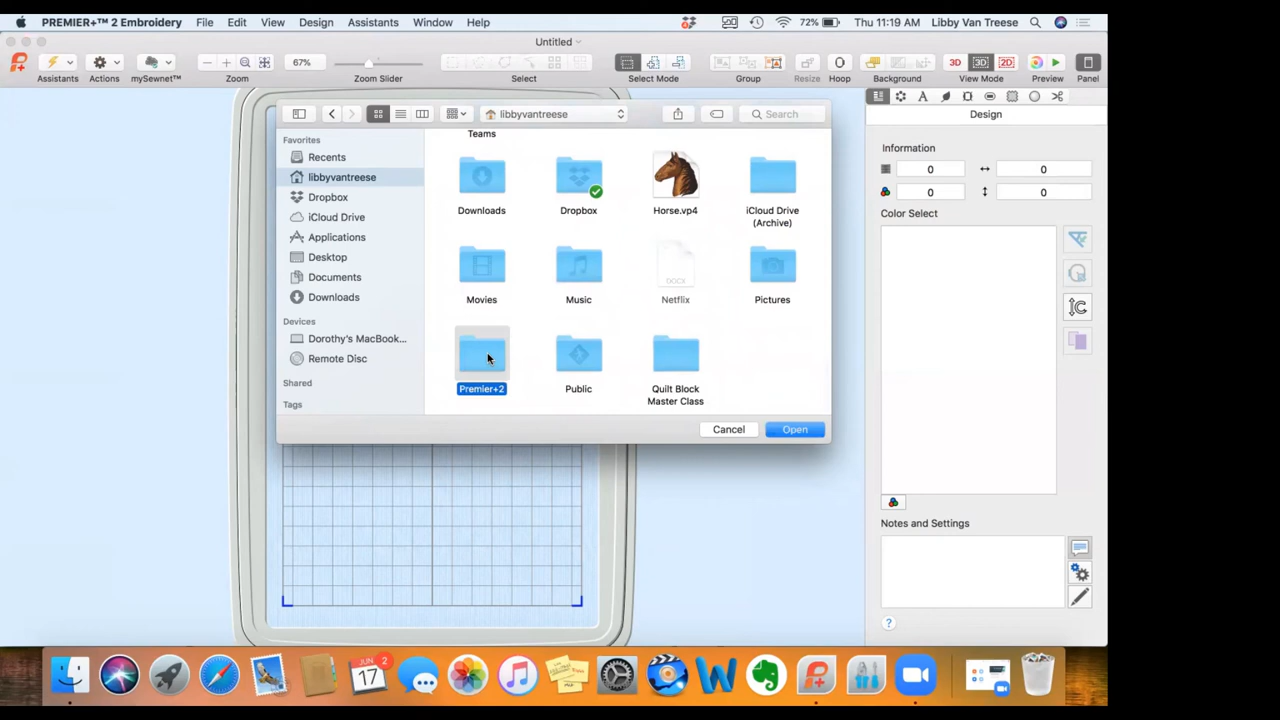 PREMIER+™ 2 Embroidery File Edit View Design Assistants Window Help 72% Thu 11:19 AM Libby Van Treese
Untitled
67%
Assistants Actions mySewnet™ Zoom Zoom Slider Select Select Mode Group Resize Hoop Background View Mode Preview Panel
3D 3D 2D
libbyvantreese
Search
Design
Favorites
Recents
libbyvantreese
Dropbox
iCloud Drive
Applications
Desktop
Documents
Downloads
Devices
Dorothy's MacBook...
Remote Disc
Shared
Tags
Teams
Downloads
Dropbox
Horse.vp4
iCloud Drive
(Archive)
Movies
Music
DOCX
Netflix
Pictures
Premier+2
Public
Quilt Block
Master Class
Cancel
Open
Information
0
0
0
0
Color Select
Notes and Settings
?
JUN
2
17